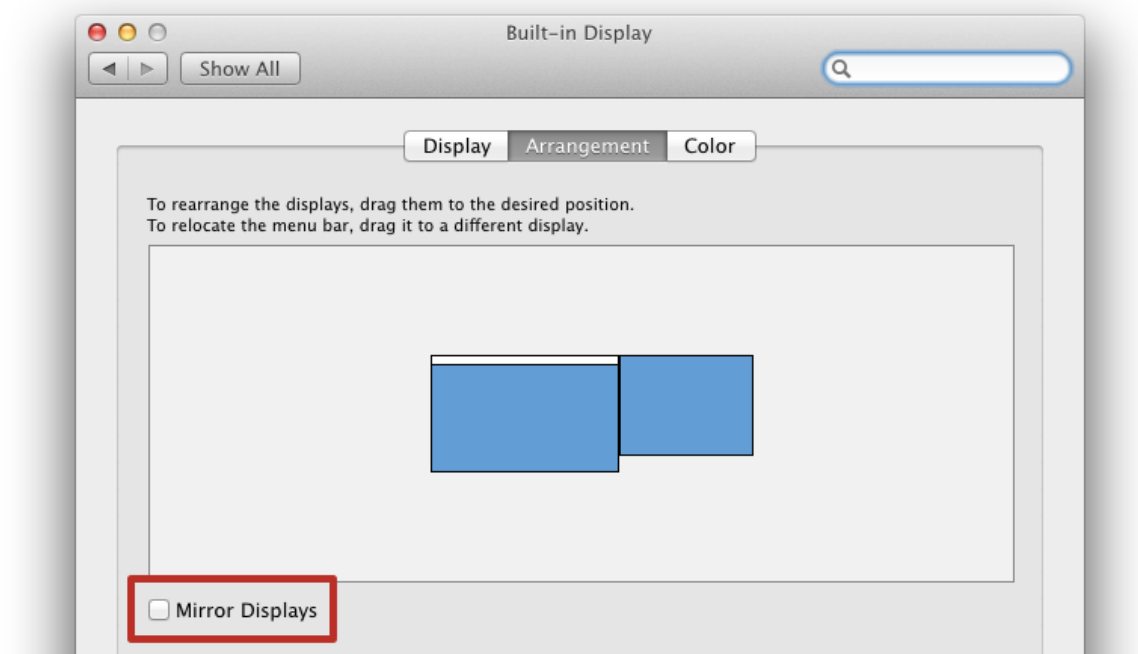 Built-in Display
Show All
Display Arrangement Color
To rearrange the displays, drag them to the desired position.
To relocate the menu bar, drag it to a different display.
Mirror Displays